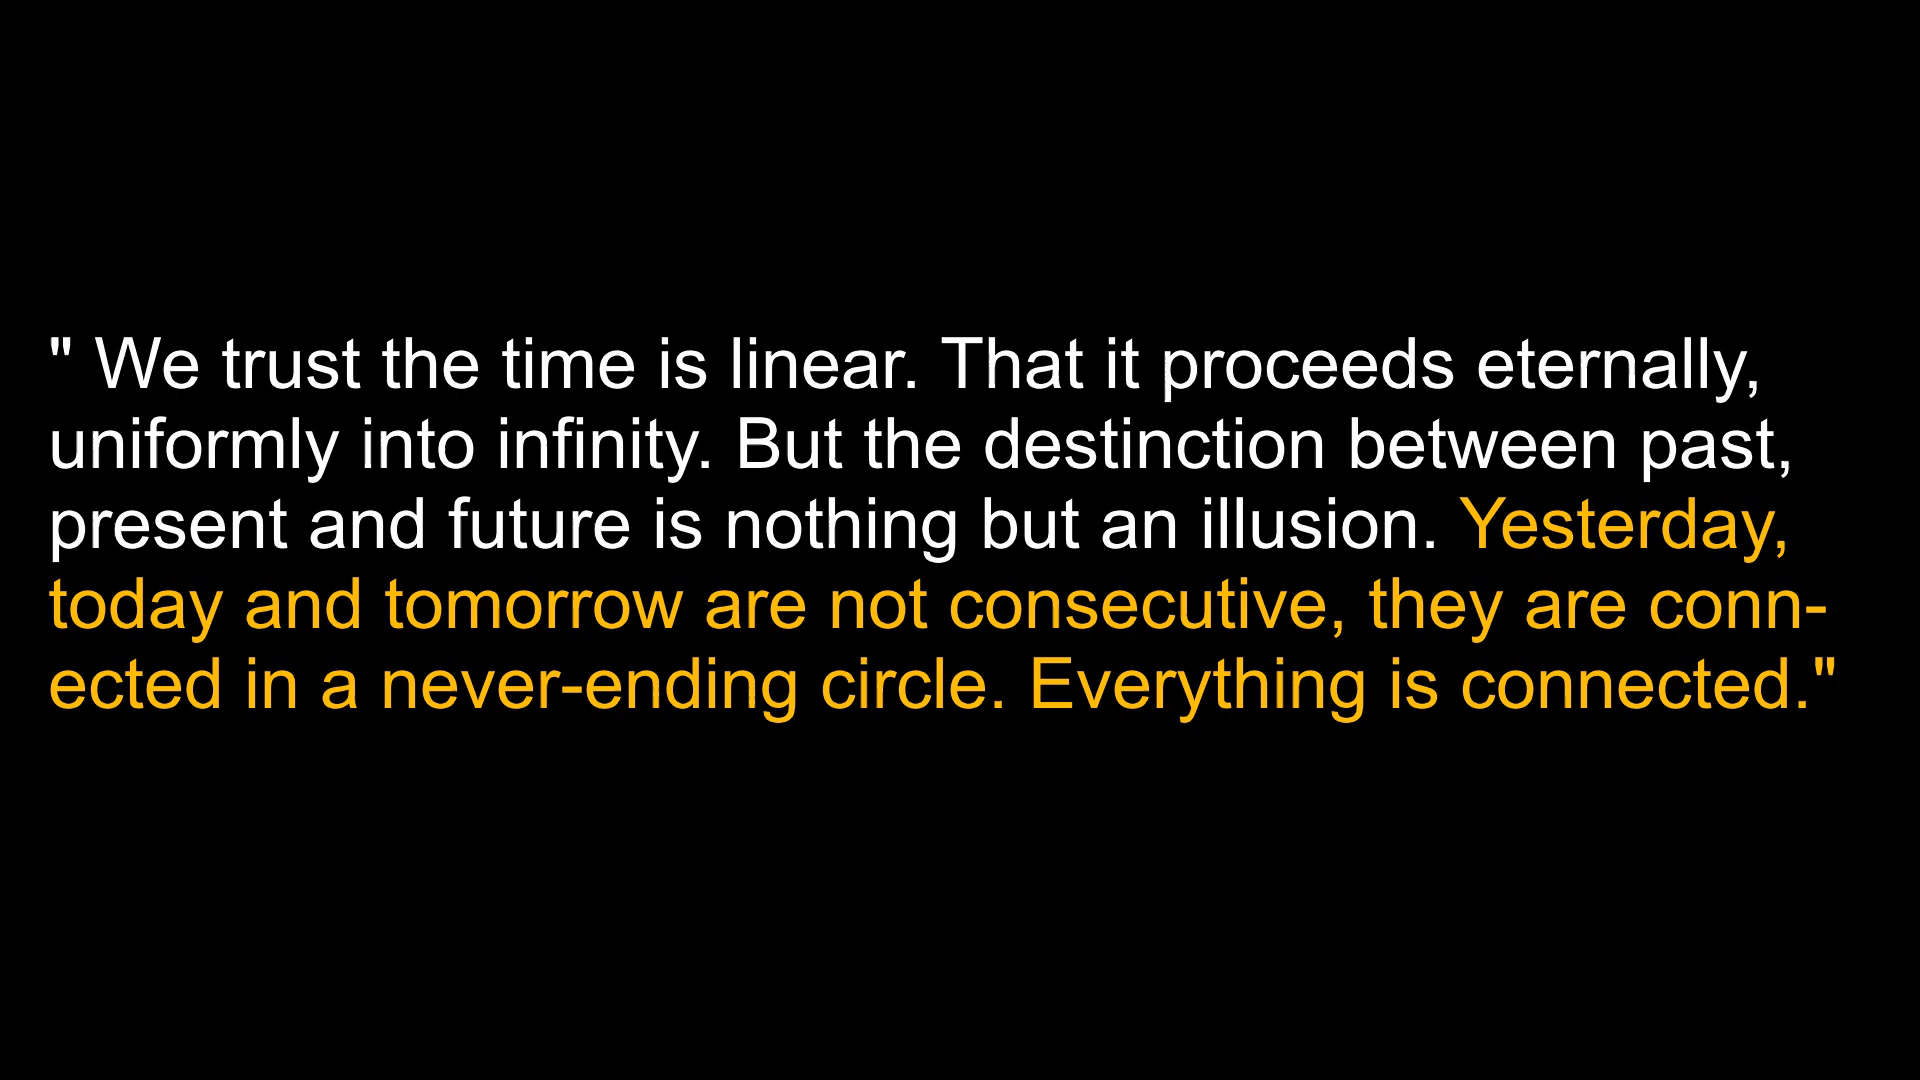 " We trust the time is linear. That it proceeds eternally,
uniformly into infinity. But the destinction between past,
present and future is nothing but an illusion. Yesterday,
today and tomorrow are not consecutive, they are conn-
ected in a never-ending circle. Everything is connected."